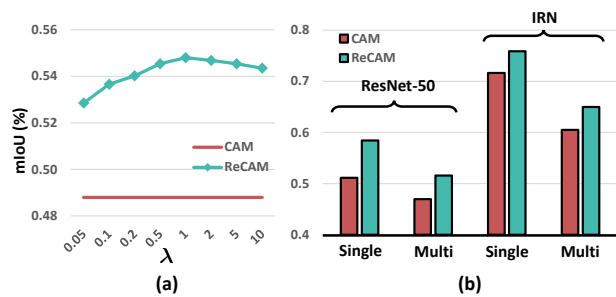 mIoU (%)
0.56
0.54
0.52
0.50
0.48
CAM
ReCAM
0.05
0.1
0.2
0.5
1
2
5
10
λ
(a)
0.8
0.7
0.6
0.5
0.4
CAM
ReCAM
ResNet-50
IRN
Single
Multi
Single
Multi
(b)